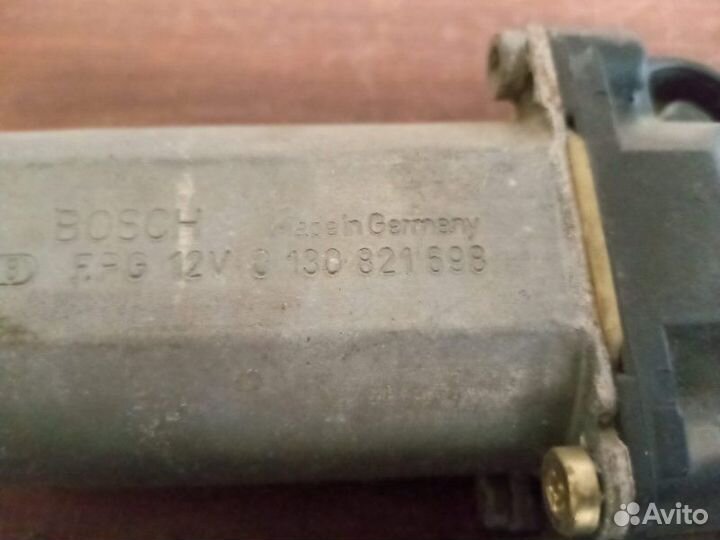 BOSCH Made in Germany
FPG 12V 0 130 821 698
Avito